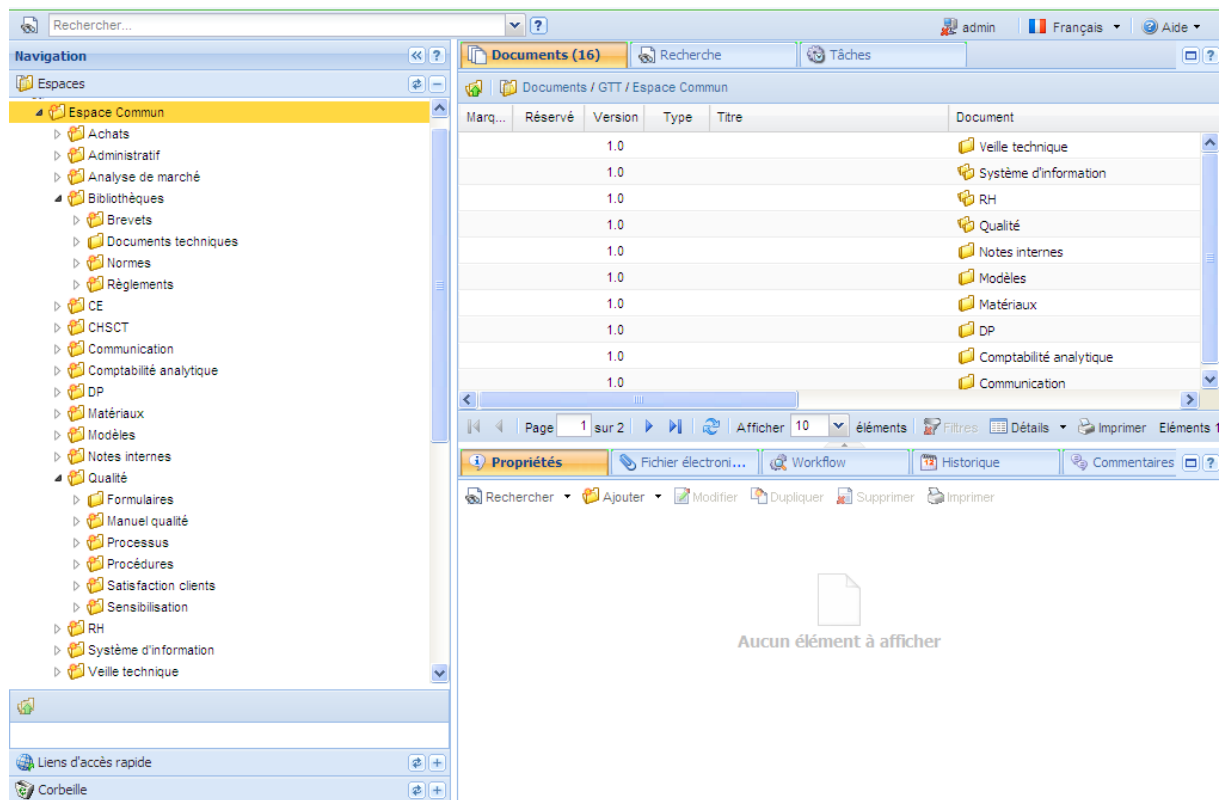 Rechercher...
?
admin
Français
Aide
Navigation
?
Documents (16)
Recherche
Tâches
?
Espaces
Documents / GTT / Espace Commun
Espace Commun
Achats
Administratif
Analyse de marché
Bibliothèques
Brevets
Documents techniques
Normes
Règlements
CE
CHSCT
Communication
Comptabilité analytique
DP
Matériaux
Modèles
Notes internes
Qualité
Formulaires
Manuel qualité
Processus
Procédures
Satisfaction clients
Sensibilisation
RH
Système d'information
Veille technique
Liens d'accès rapide
Corbeille
Marq... Réservé Version Type Titre Document
1.0 Veille technique
1.0 Système d'information
1.0 RH
1.0 Qualité
1.0 Notes internes
1.0 Modèles
1.0 Matériaux
1.0 DP
1.0 Comptabilité analytique
1.0 Communication
Page 1 sur 2 Afficher 10 éléments Filtres Détails Imprimer Eléments 1
Propriétés Fichier électroni... Workflow 12 Historique Commentaires ?
Rechercher Ajouter Modifier Dupliquer Supprimer Imprimer
Aucun élément à afficher